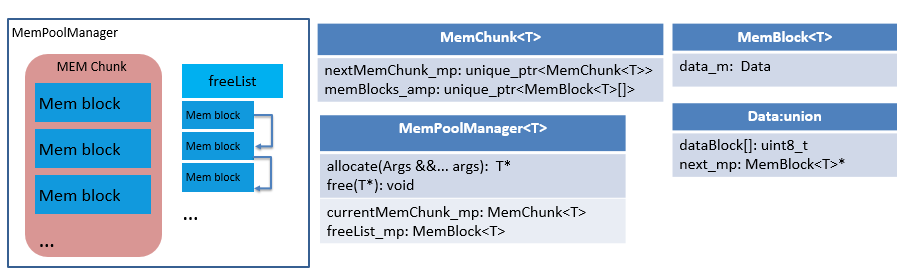 MemPoolManager
MEM Chunk
Mem block
Mem block
Mem block
...
freeList
Mem block
Mem block
Mem block
...
MemChunk<T>
nextMemChunk_mp: unique_ptr<MemChunk<T>>
memBlocks_amp: unique_ptr<MemBlock<T>[]>
MemPoolManager<T>
allocate(Args &&... args): T*
free(T*): void
currentMemChunk_mp: MemChunk<T>
freeList_mp: MemBlock<T>
MemBlock<T>
data_m: Data
Data:union
dataBlock[]: uint8_t
next_mp: MemBlock<T>*